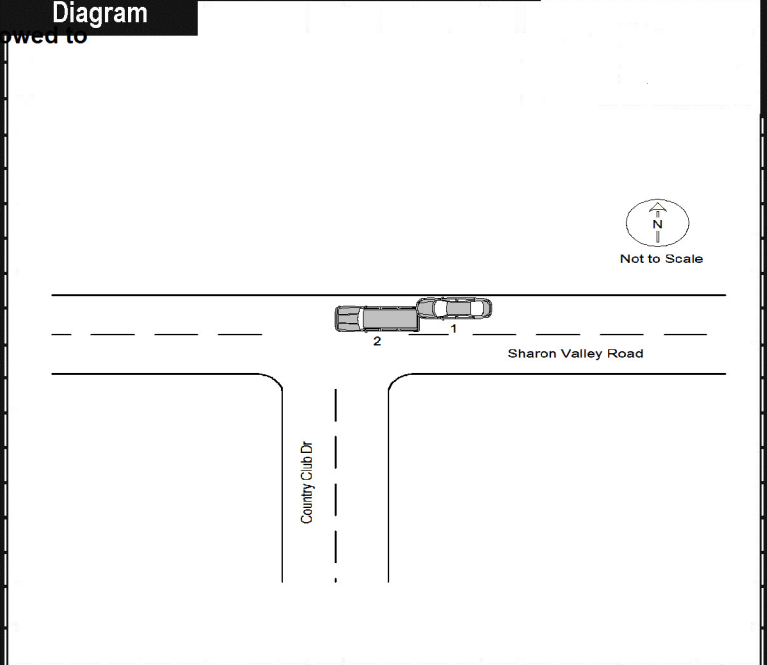 Diagram
owed to
N
Not to Scale
1
2
Sharon Valley Road
Country Club Dr